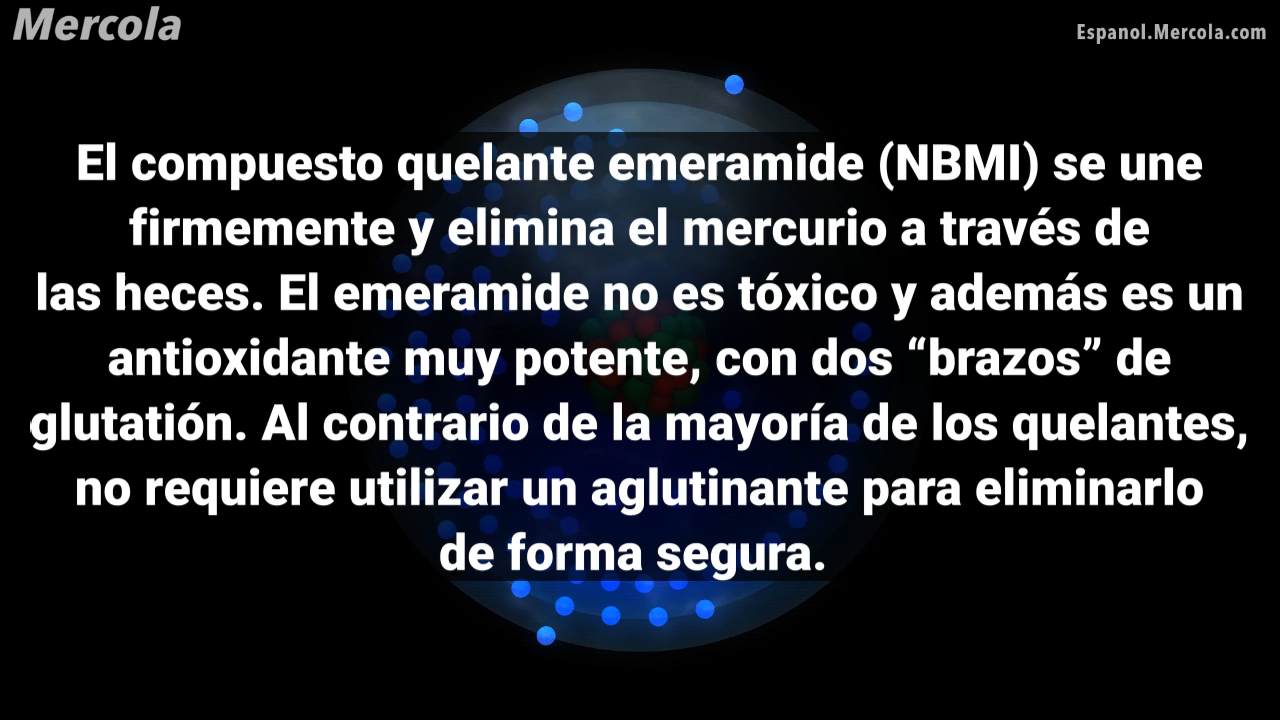 Mercola
Espanol.Mercola.com
El compuesto quelante emeramide (NBMI) se une
firmemente y elimina el mercurio a través de
las heces. El emeramide no es tóxico y además es un
antioxidante muy potente, con dos “brazos” de
glutatión. Al contrario de la mayoría de los quelantes,
no requiere utilizar un aglutinante para eliminarlo
de forma segura.